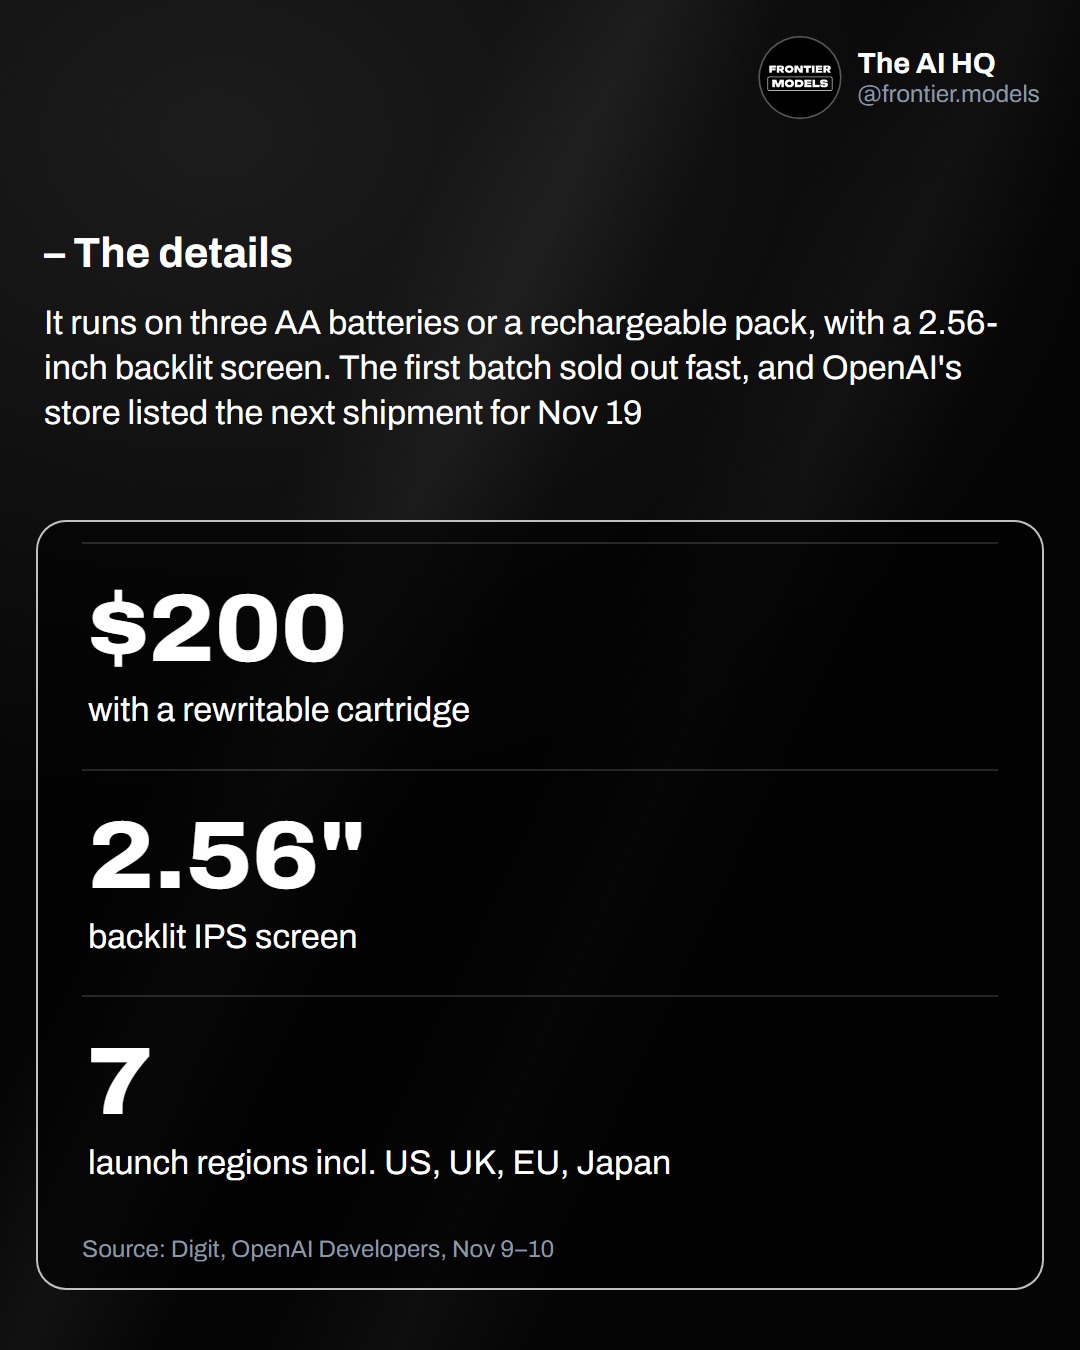 FRONTIER
MODELS
The AI HQ
@frontier.models
– The details
It runs on three AA batteries or a rechargeable pack, with a 2.56-
inch backlit screen. The first batch sold out fast, and OpenAI's
store listed the next shipment for Nov 19
$200
with a rewritable cartridge
2.56"
backlit IPS screen
7
launch regions incl. US, UK, EU, Japan
Source: Digit, OpenAI Developers, Nov 9–10